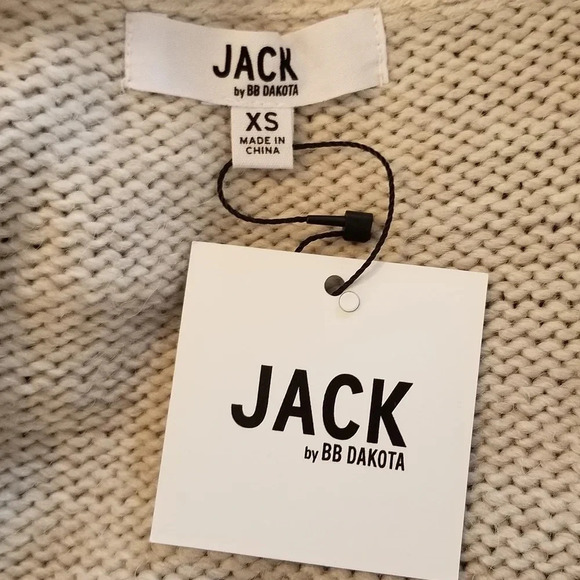 JACK
by BB DAKOTA
XS
MADE IN
CHINA
JACK
by BB DAKOTA